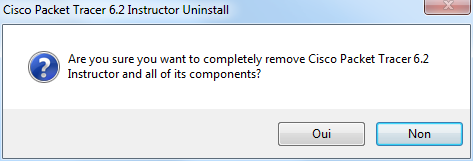 Cisco Packet Tracer 6.2 Instructor Uninstall
Are you sure you want to completely remove Cisco Packet Tracer 6.2
Instructor and all of its components?
Oui
Non